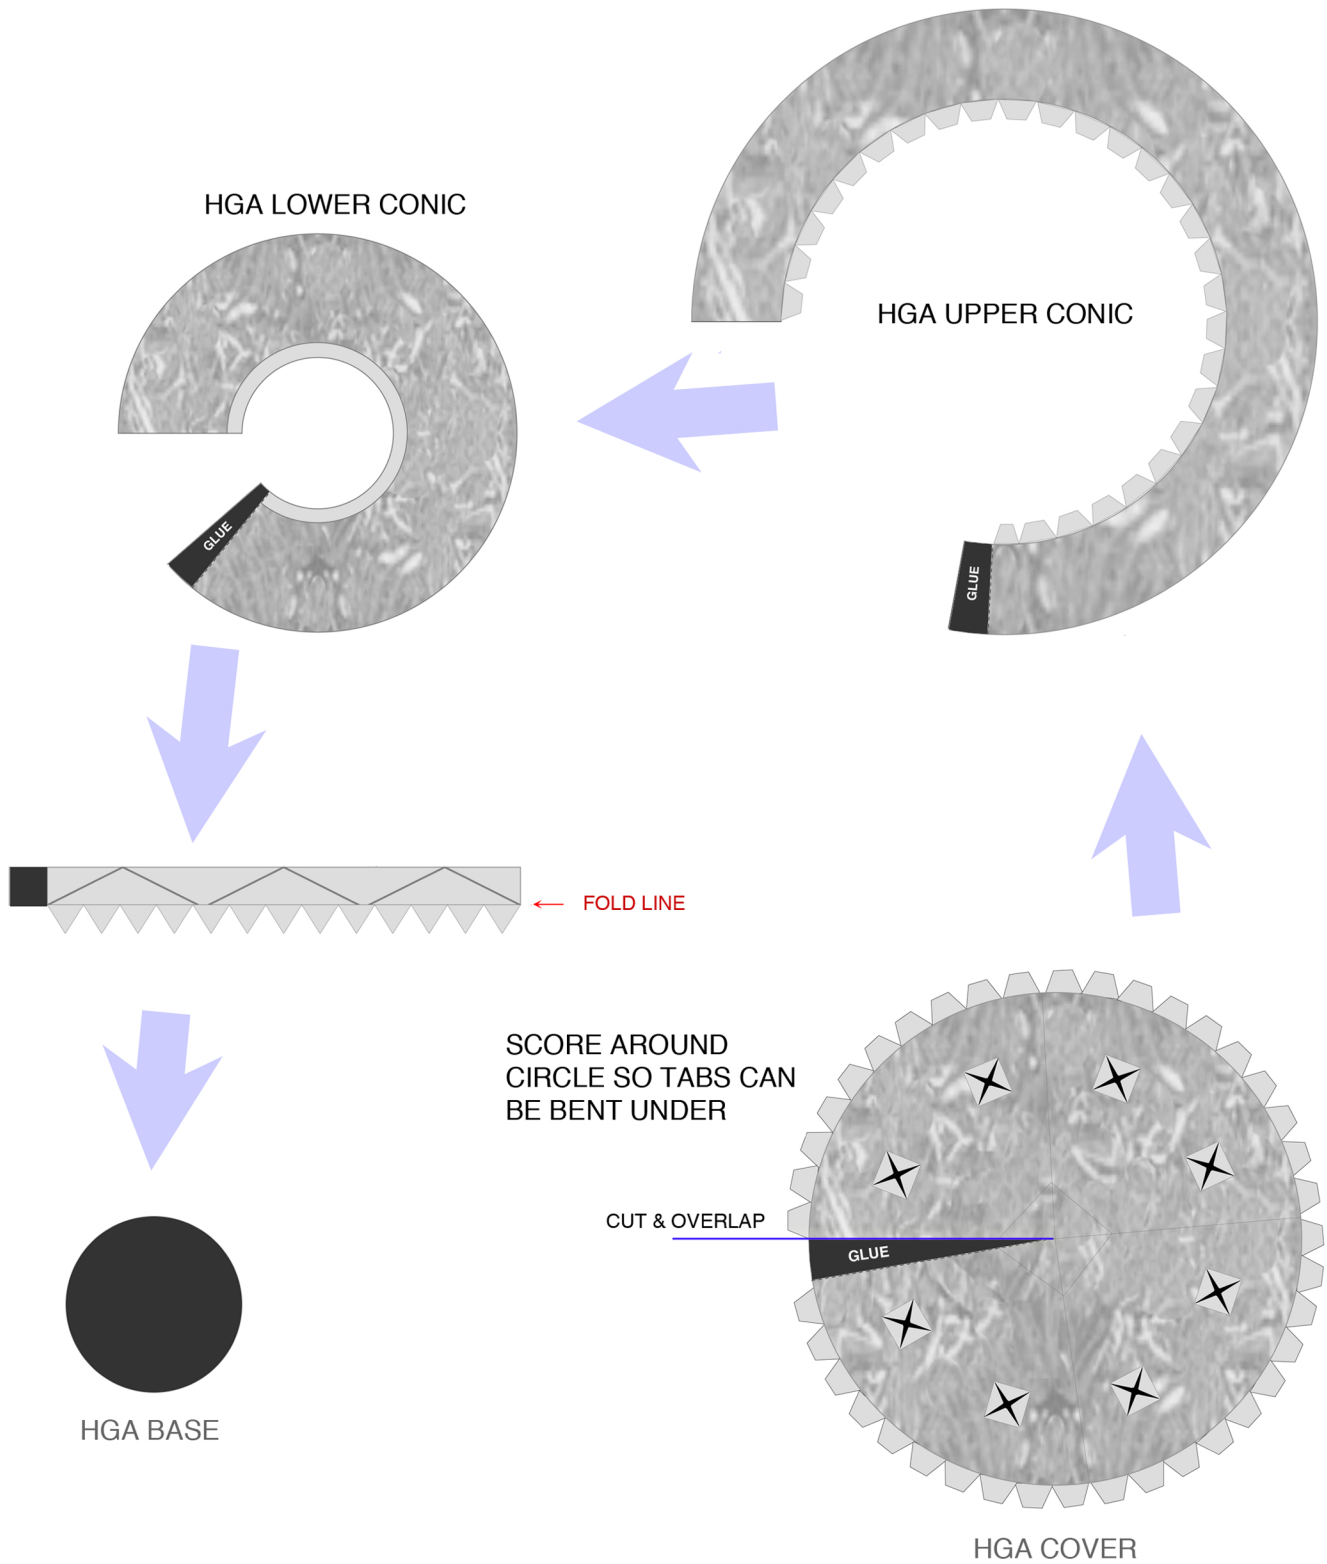 HGA LOWER CONIC
HGA UPPER CONIC
GLUE
GLUE
FOLD LINE
SCORE AROUND
CIRCLE SO TABS CAN
BE BENT UNDER
CUT & OVERLAP
GLUE
HGA BASE
HGA COVER